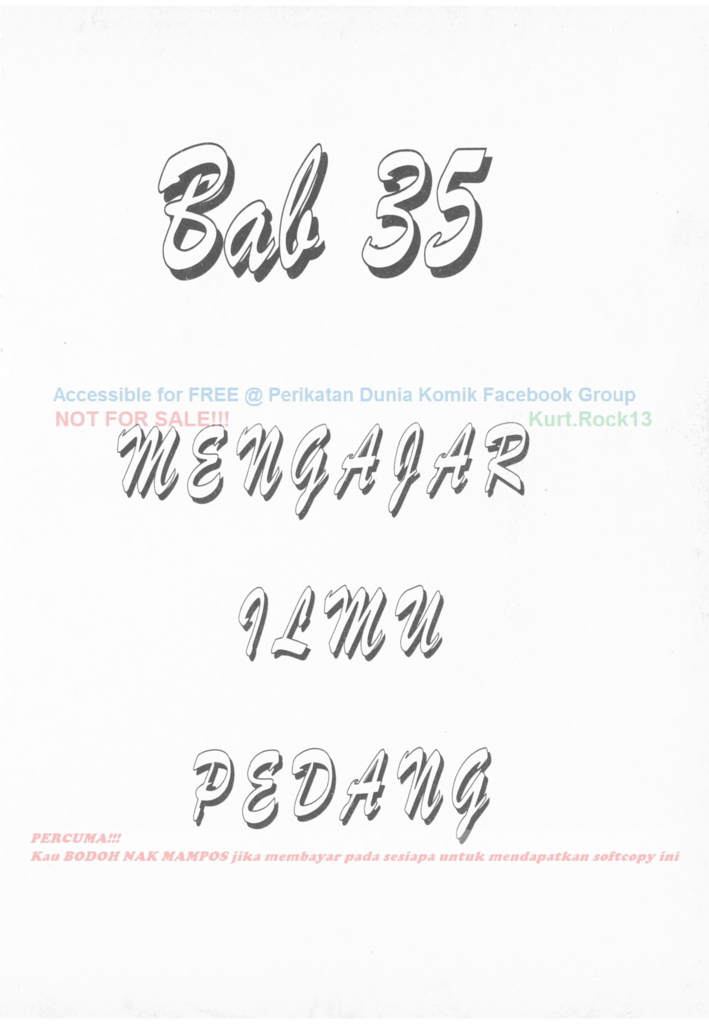 Bab 35
Accessible for FREE @ Perikatan Dunia Komik Facebook Group
NOT FOR SALE!!! Kurt.Rock13
MENGAJAR
ILMU
PEDANG
PERCUMA!!!
Kau BODOH NAK MAMPOS jika membayar pada sesiapa untuk mendapatkan softcopy ini